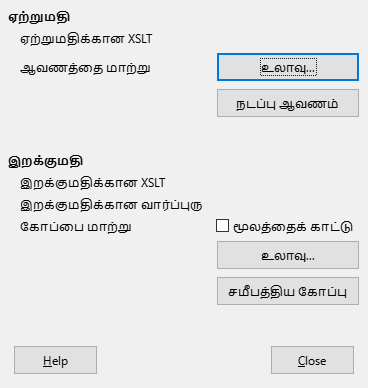 ஏற்றுமதி
ஏற்றுமதிக்கான XSLT
ஆவணத்தை மாற்று
உலாவு...
நடப்பு ஆவணம்
இறக்குமதி
இறக்குமதிக்கான XSLT
இறக்குமதிக்கான வார்ப்புரு
கோப்பை மாற்று
மூலத்தைக் காட்டு
உலாவு...
சமீபத்திய கோப்பு
Help
Close